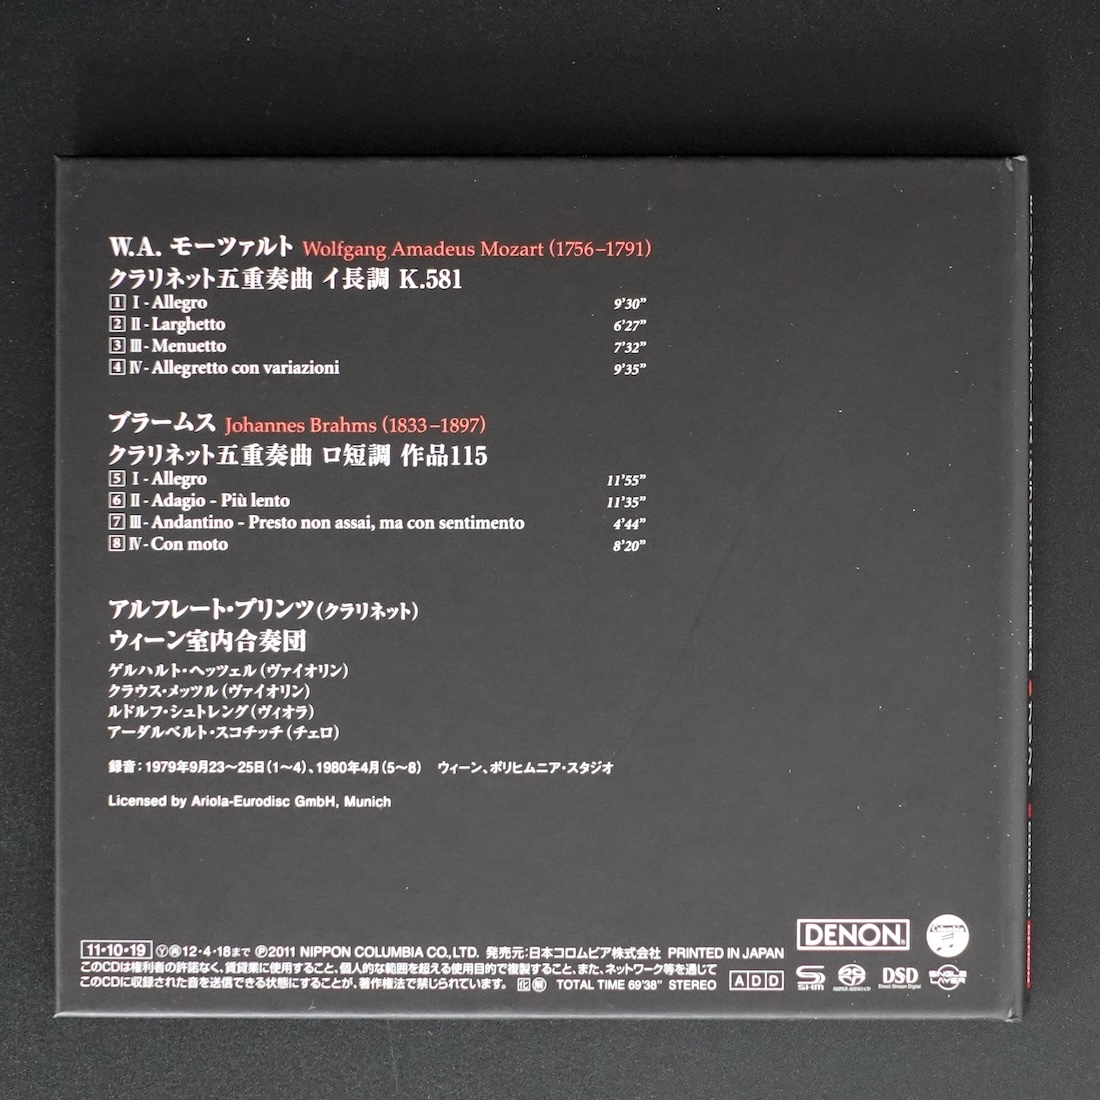 W.A. モーツァルト Wolfgang Amadeus Mozart (1756–1791)
クラリネット五重奏曲 イ長調 K.581
1 I - Allegro 9'30"
2 II - Larghetto 6'27"
3 III - Menuetto 7'32"
4 IV - Allegretto con variazioni 9'35"
ブラームス Johannes Brahms (1833–1897)
クラリネット五重奏曲 ロ短調 作品115
5 I - Allegro 11'55"
6 II - Adagio - Più lento 11'35"
7 III - Andantino - Presto non assai, ma con sentimento 4'44"
8 IV - Con moto 8'20"
アルフレート・プリンツ(クラリネット)
ウィーン室内合奏団
ゲルハルト・ヘッツェル(ヴァイオリン)
クラウス・メッツル(ヴァイオリン)
ルドルフ・シュトレング(ヴィオラ)
アーダルベルト・スコチッチ(チェロ)
録音:1979年9月23〜25日(1〜4)、1980年4月(5〜8) ウィーン、ポリヒムニア・スタジオ
Licensed by Ariola-Eurodisc GmbH, Munich
DENON Columbia
11・10・19 Ⓨ 12・4・18まで ℗2011 NIPPON COLUMBIA CO., LTD. 発売元:日本コロムビア株式会社 PRINTED IN JAPAN
このCDは権利者の許諾なく、賃貸業に使用すること、個人的な範囲を超える使用目的で複製すること、また、ネットワーク等を通じて
このCDに収録された音を送信できる状態にすることが、著作権法で禁じられています。 TOTAL TIME 69'38" STEREO ADD SHM SUPER AUDIO CD DSD Direct Stream Digital SINGLE LAYER